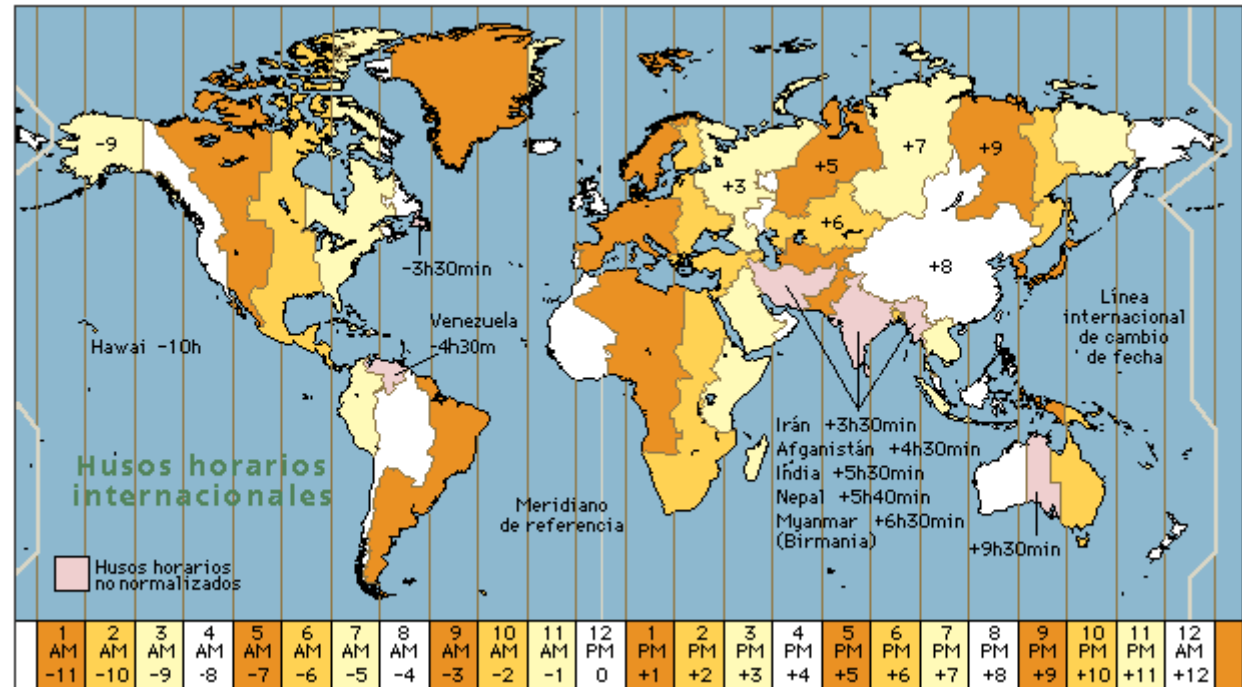 -9
+5
+7
+9
+3
+6
+8
-3h30min
Venezuela
-4h30m
Hawai -10h
Línea
internacional
de cambio
de fecha
Husos horarios
internacionales
Meridiano
de referencia
Irán +3h30min
Afganistán +4h30min
India +5h30min
Nepal +5h40min
Myanmar +6h30min
(Birmania)
+9h30min
Husos horarios
no normalizados
1 2 3 4 5 6 7 8 9 10 11 12 1 2 3 4 5 6 7 8 9 10 11 12
AM AM AM AM AM AM AM AM AM AM AM PM PM PM PM PM PM PM PM PM PM PM PM AM
-11 -10 -9 -8 -7 -6 -5 -4 -3 -2 -1 0 +1 +2 +3 +4 +5 +6 +7 +8 +9 +10 +11 +12